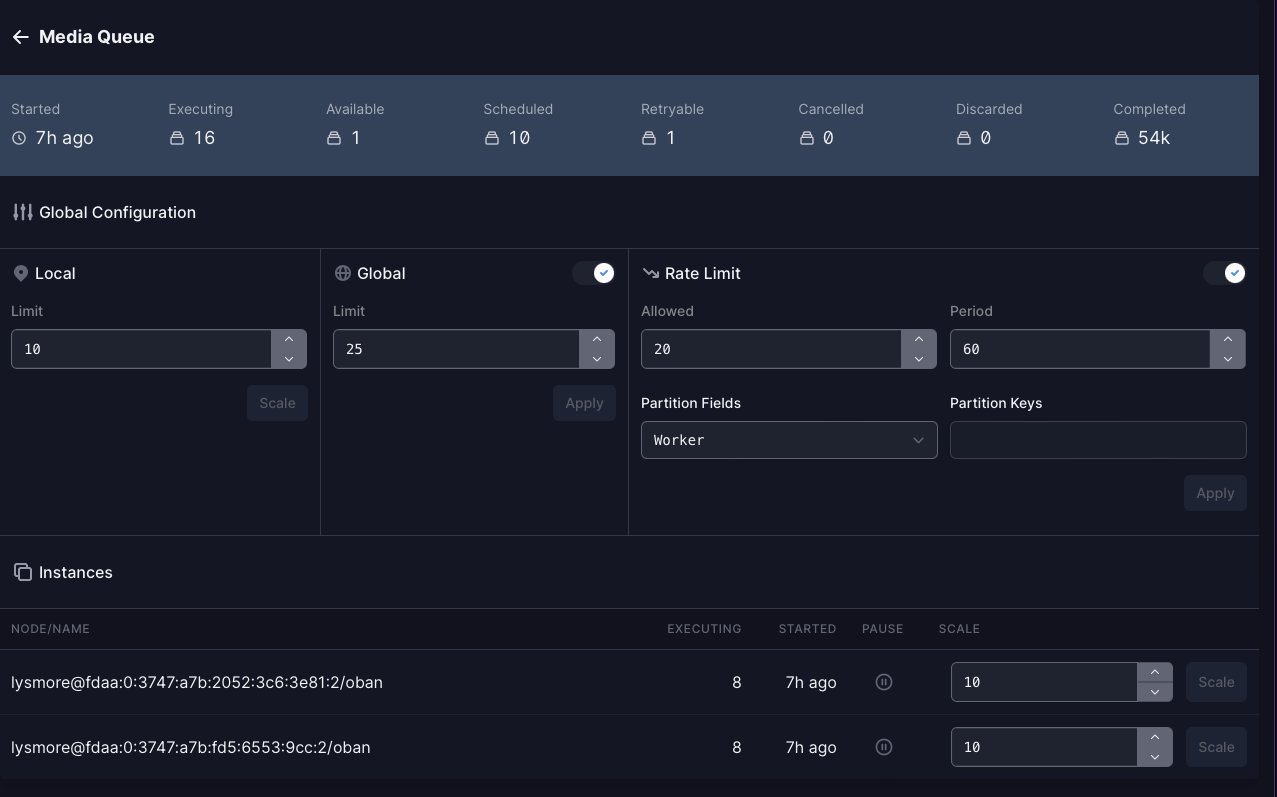 Media Queue
Started Executing Available Scheduled Retryable Cancelled Discarded Completed
7h ago 16 1 10 1 0 0 54k
Global Configuration
Local Global Rate Limit
Limit Limit Allowed Period
10 25 20 60
Scale Apply Partition Fields Partition Keys
Worker
Apply
Instances
NODE/NAME EXECUTING STARTED PAUSE SCALE
lysmore@fdaa:0:3747:a7b:2052:3c6:3e81:2/oban 8 7h ago 10 Scale
lysmore@fdaa:0:3747:a7b:fd5:6553:9cc:2/oban 8 7h ago 10 Scale